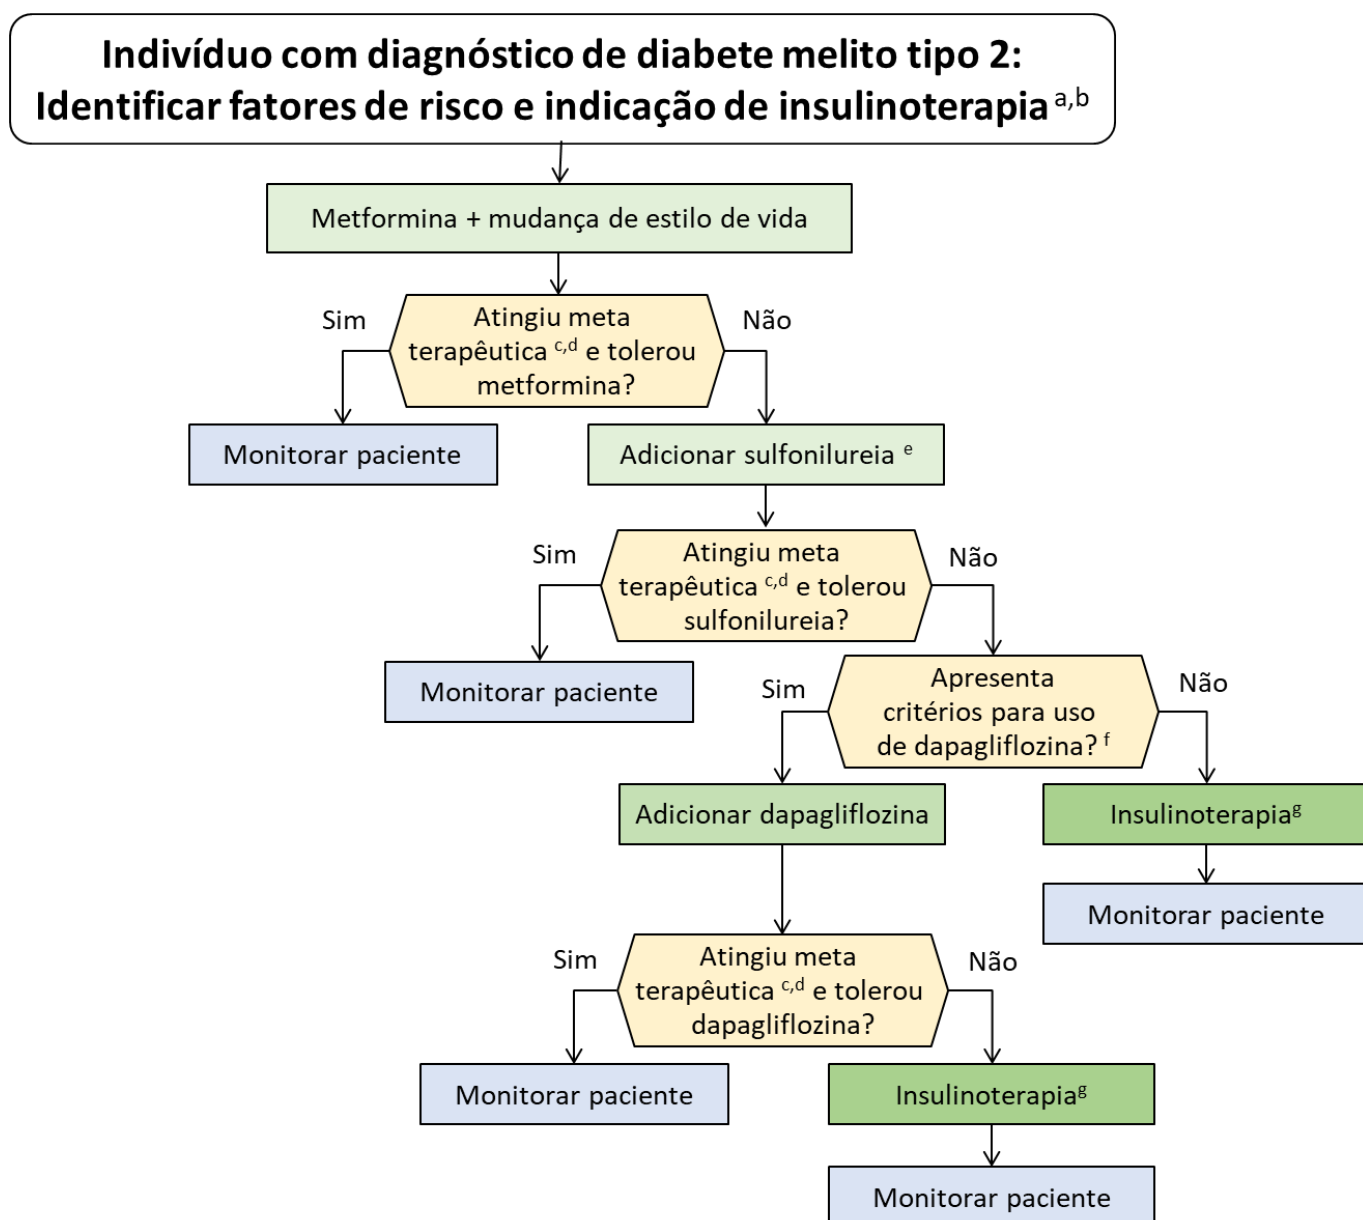 Indivíduo com diagnóstico de diabete melito tipo 2:
Identificar fatores de risco e indicação de insulinoterapia a,b
Metformina + mudança de estilo de vida
Sim
Atingiu meta
terapêutica c,d e tolerou
metformina?
Não
Monitorar paciente
Adicionar sulfonilureia e
Sim
Atingiu meta
terapêutica c,d e tolerou
sulfonilureia?
Não
Monitorar paciente
Sim
Apresenta
critérios para uso
de dapagliflozina? f
Não
Adicionar dapagliflozina
Insulinoterapiag
Monitorar paciente
Sim
Atingiu meta
terapêutica c,d e tolerou
dapagliflozina?
Não
Monitorar paciente
Insulinoterapiag
Monitorar paciente